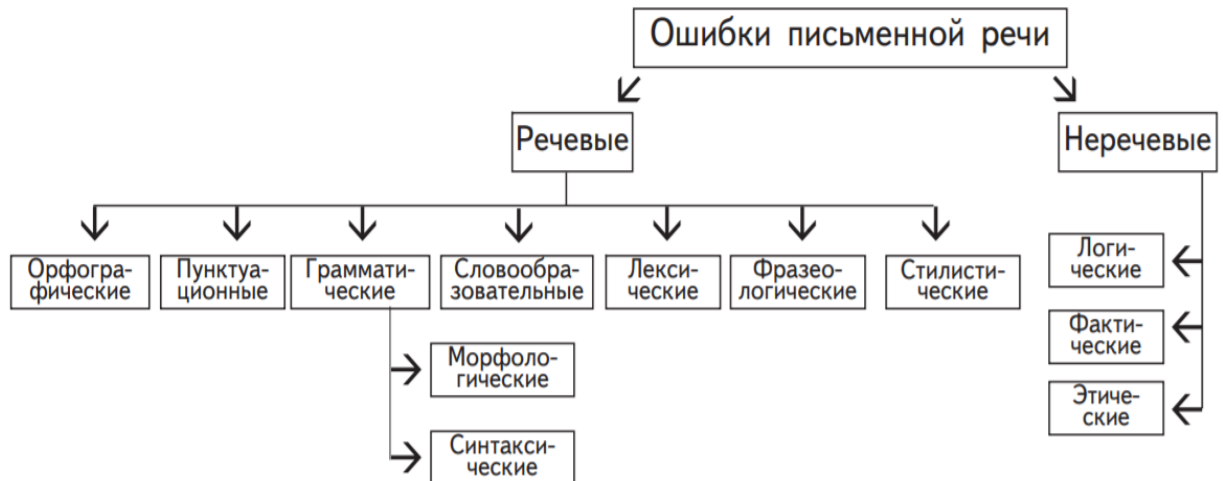 Ошибки письменной речи
Речевые
Неречевые
Орфогра-
фические
Пунктуа-
ционные
Граммати-
ческие
Словообра-
зовательные
Лекси-
ческие
Фразео-
логические
Стилисти-
ческие
Морфоло-
гические
Синтакси-
ческие
Логи-
ческие
Факти-
ческие
Этиче-
ские